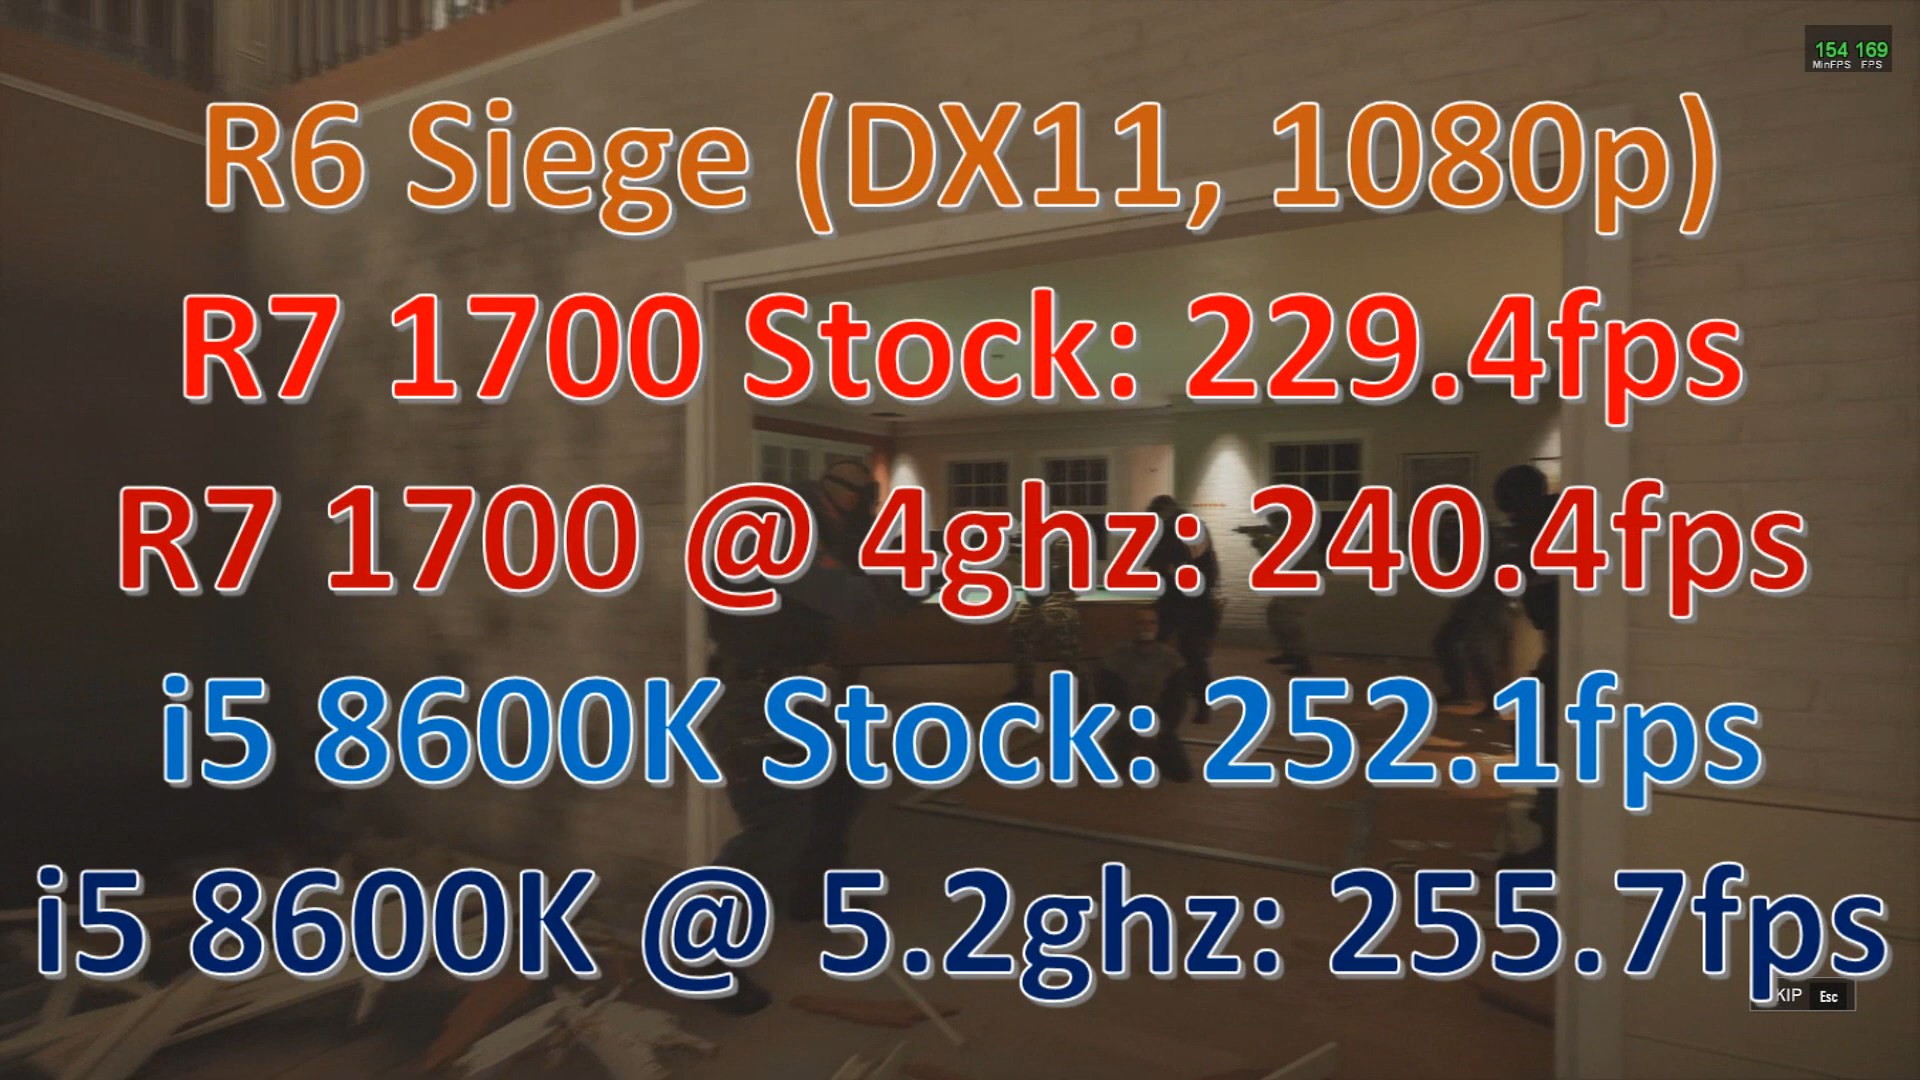 154 169
MinFPS FPS
R6 Siege (DX11, 1080p)
R7 1700 Stock: 229.4fps
R7 1700 @ 4ghz: 240.4fps
i5 8600K Stock: 252.1fps
i5 8600K @ 5.2ghz: 255.7fps
KIP Esc